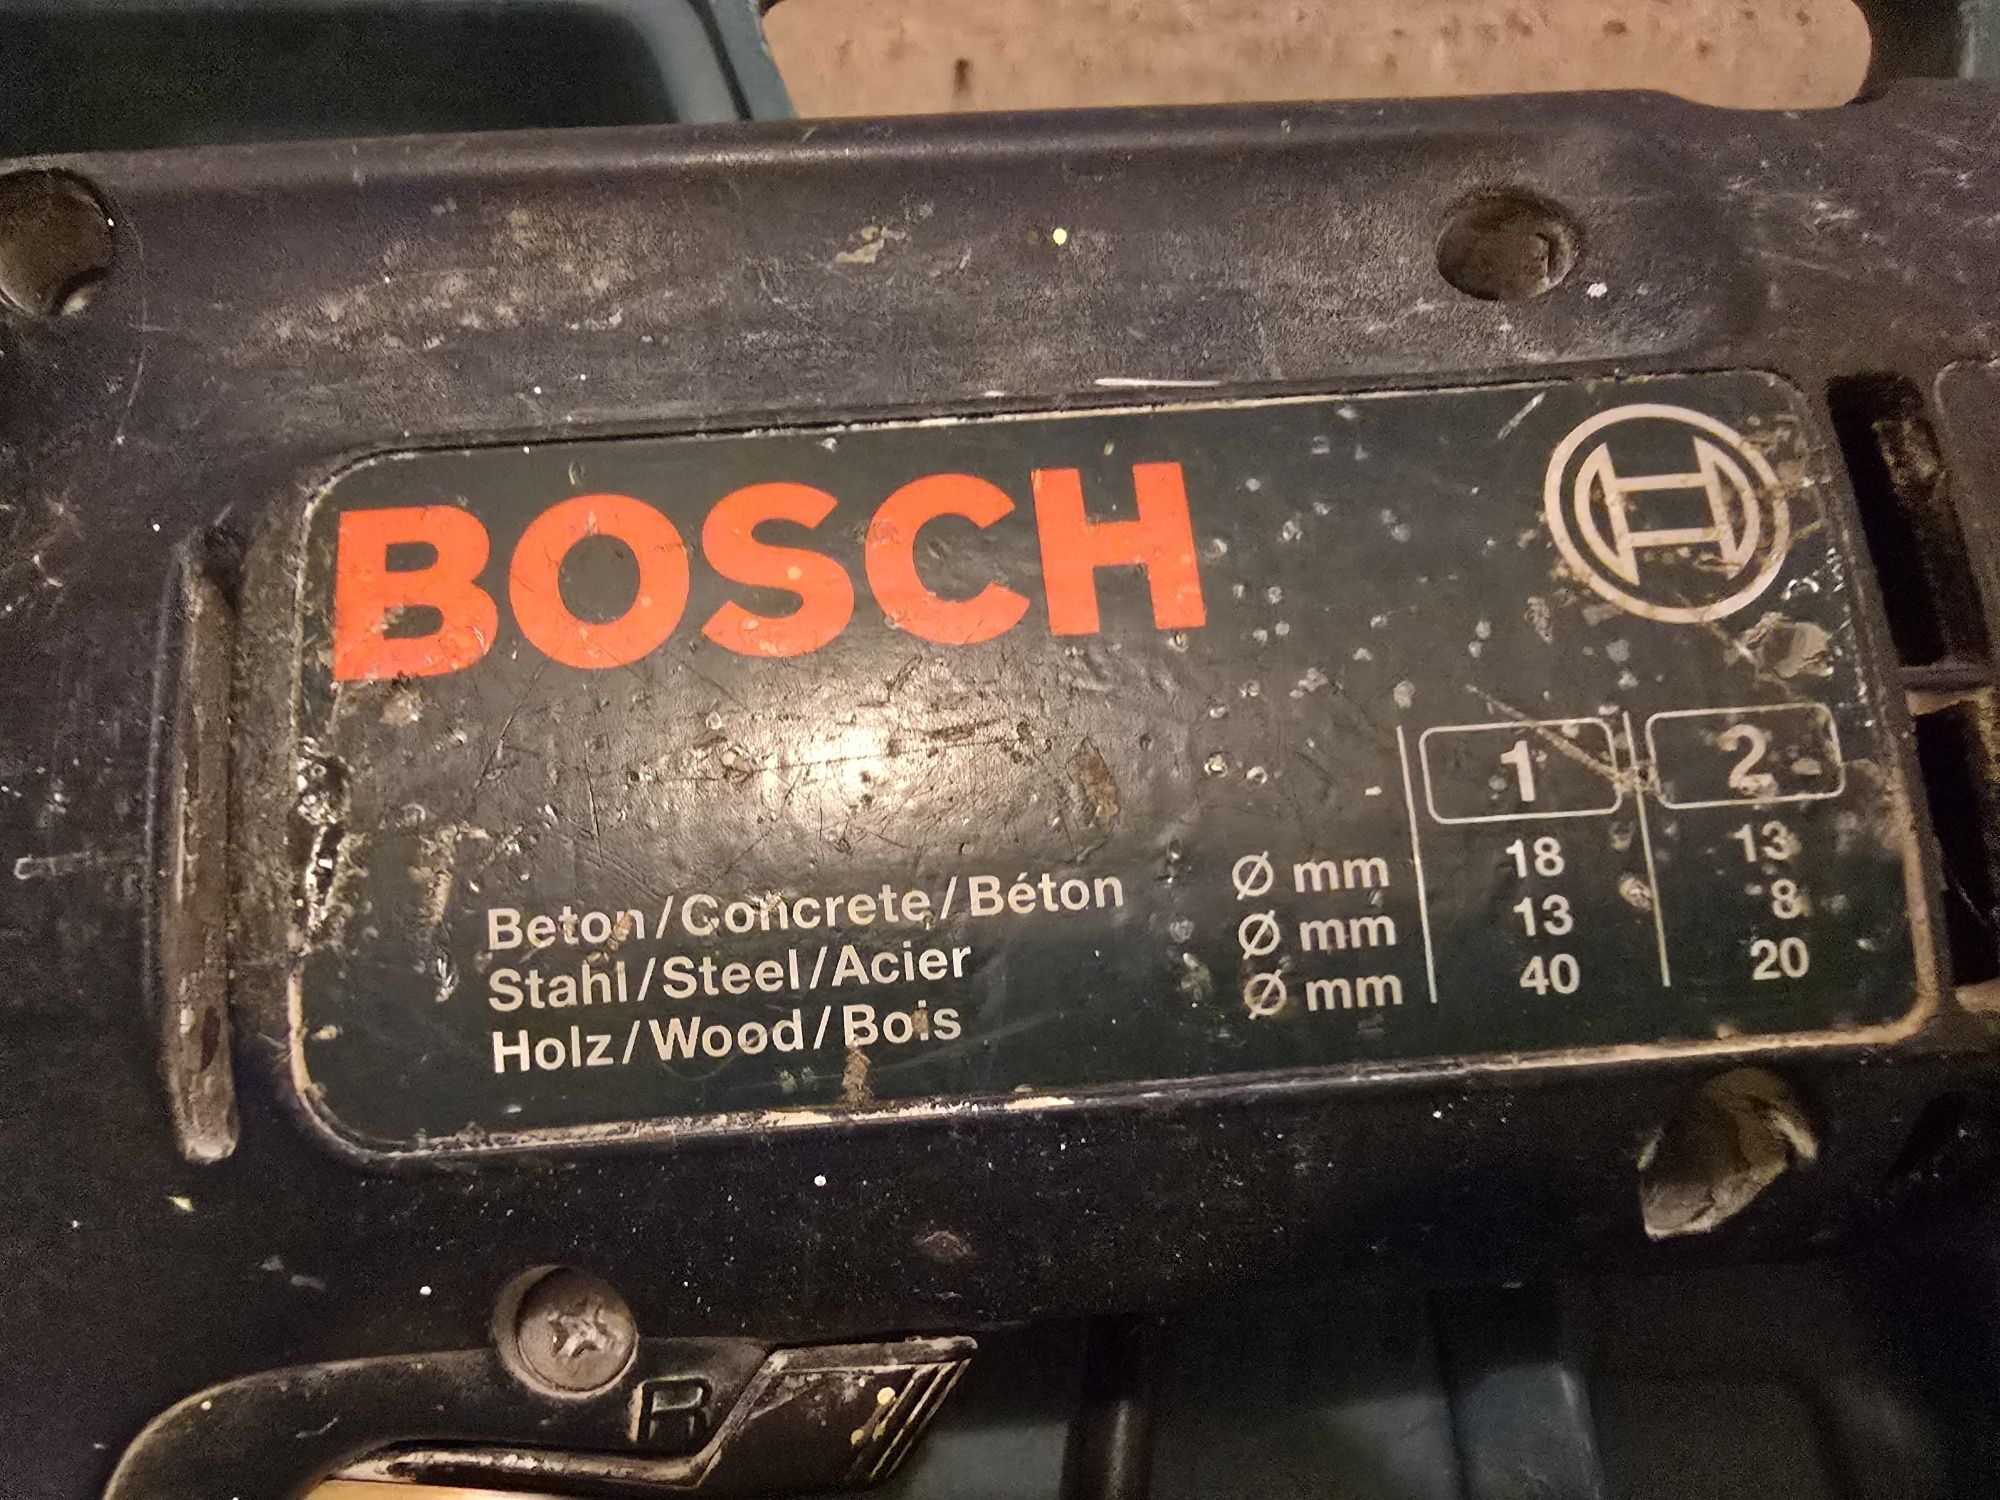 BOSCH
1 2
Beton/Concrete/Béton Ø mm 18 13
Stahl/Steel/Acier Ø mm 13 8
Holz/Wood/Bois Ø mm 40 20
R